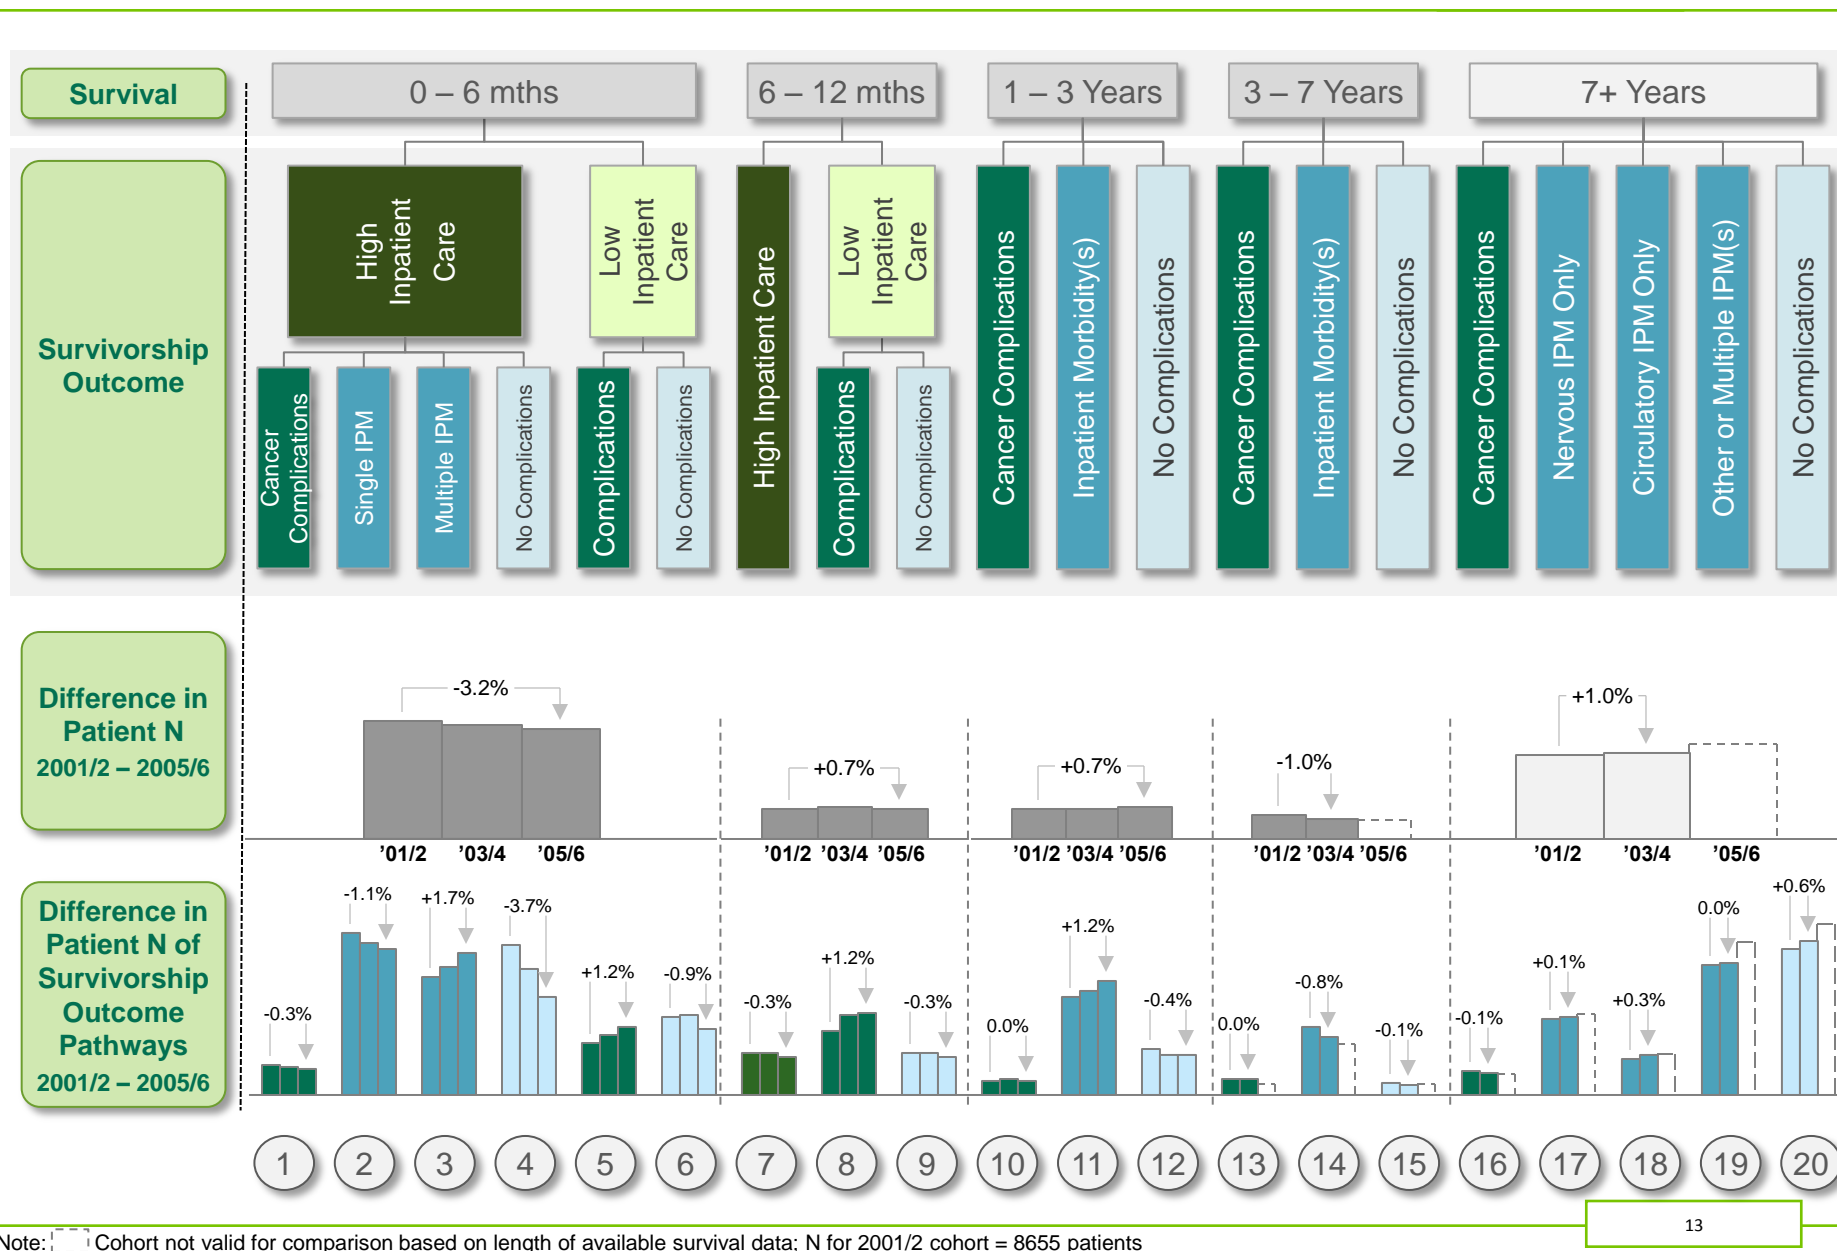 Survival
0 – 6 mths
6 – 12 mths
1 – 3 Years
3 – 7 Years
7+ Years
Survivorship
Outcome
High
Inpatient
Care
Low
Inpatient
Care
High Inpatient Care
Low
Inpatient
Care
Cancer Complications
Inpatient Morbidity(s)
No Complications
Cancer Complications
Inpatient Morbidity(s)
No Complications
Cancer Complications
Nervous IPM Only
Circulatory IPM Only
Other or Multiple IPM(s)
No Complications
Cancer
Complications
Single IPM
Multiple IPM
No Complications
Complications
No Complications
Complications
No Complications
Difference in
Patient N
2001/2 – 2005/6
-3.2%
+0.7%
+0.7%
-1.0%
+1.0%
’01/2 ’03/4 ’05/6
’01/2 ’03/4 ’05/6
’01/2 ’03/4 ’05/6
’01/2 ’03/4 ’05/6
’01/2 ’03/4 ’05/6
Difference in
Patient N of
Survivorship
Outcome
Pathways
2001/2 – 2005/6
-0.3%
-1.1%
+1.7%
-3.7%
+1.2%
-0.9%
-0.3%
+1.2%
-0.3%
0.0%
+1.2%
-0.4%
0.0%
-0.8%
-0.1%
-0.1%
+0.1%
+0.3%
0.0%
+0.6%
1 2 3 4 5 6 7 8 9 10 11 12 13 14 15 16 17 18 19 20
13
Note: Cohort not valid for comparison based on length of available survival data; N for 2001/2 cohort = 8655 patients